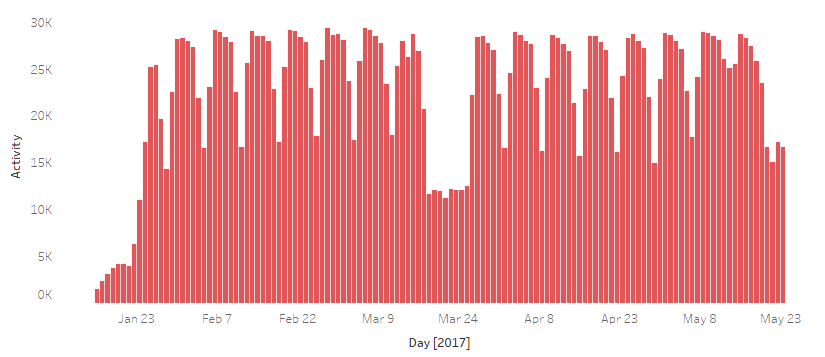 30K
25K
20K
15K
10K
5K
0K
Activity
Jan 23 Feb 7 Feb 22 Mar 9 Mar 24 Apr 8 Apr 23 May 8 May 23
Day [2017]